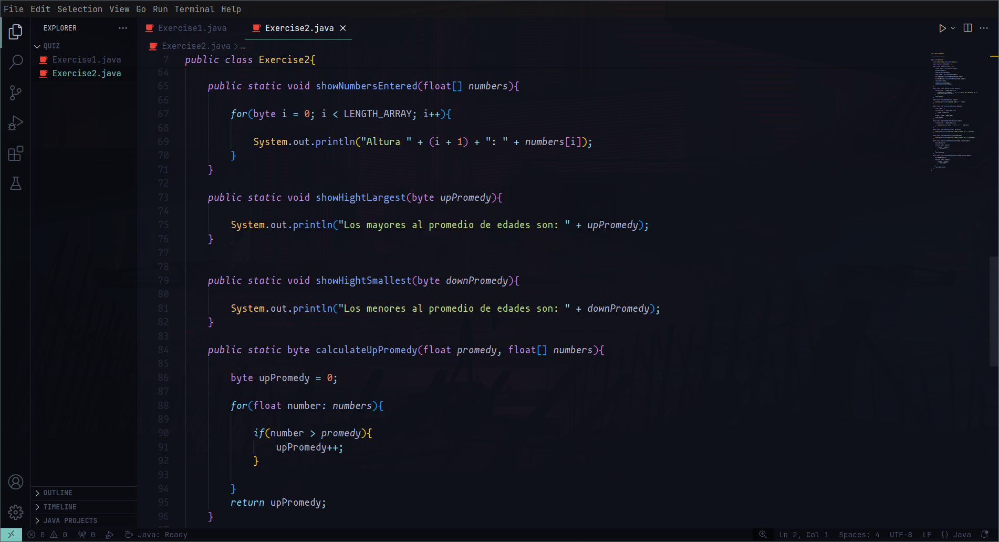 File Edit Selection View Go Run Terminal Help
EXPLORER ···
QUIZ
Exercise1.java
Exercise2.java
OUTLINE
TIMELINE
JAVA PROJECTS
Exercise1.java
Exercise2.java
Exercise2.java > …
7 public class Exercise2{
64
65 public static void showNumbersEntered(float[] numbers){
66
67 for(byte i = 0; i < LENGTH_ARRAY; i++){
68
69 System.out.println("Altura " + (i + 1) + ": " + numbers[i]);
70 }
71 }
72
73 public static void showHightLargest(byte upPromedy){
74
75 System.out.println("Los mayores al promedio de edades son: " + upPromedy);
76 }
77
78
79 public static void showHightSmallest(byte downPromedy){
80
81 System.out.println("Los menores al promedio de edades son: " + downPromedy);
82 }
83
84 public static byte calculateUpPromedy(float promedy, float[] numbers){
85
86 byte upPromedy = 0;
87
88 for(float number: numbers){
89
90 if(number > promedy){
91 upPromedy++;
92 }
93
94 }
95 return upPromedy;
96 }
0 0 0 Java: Ready
Ln 2, Col 1 Spaces: 4 UTF-8 LF {} Java